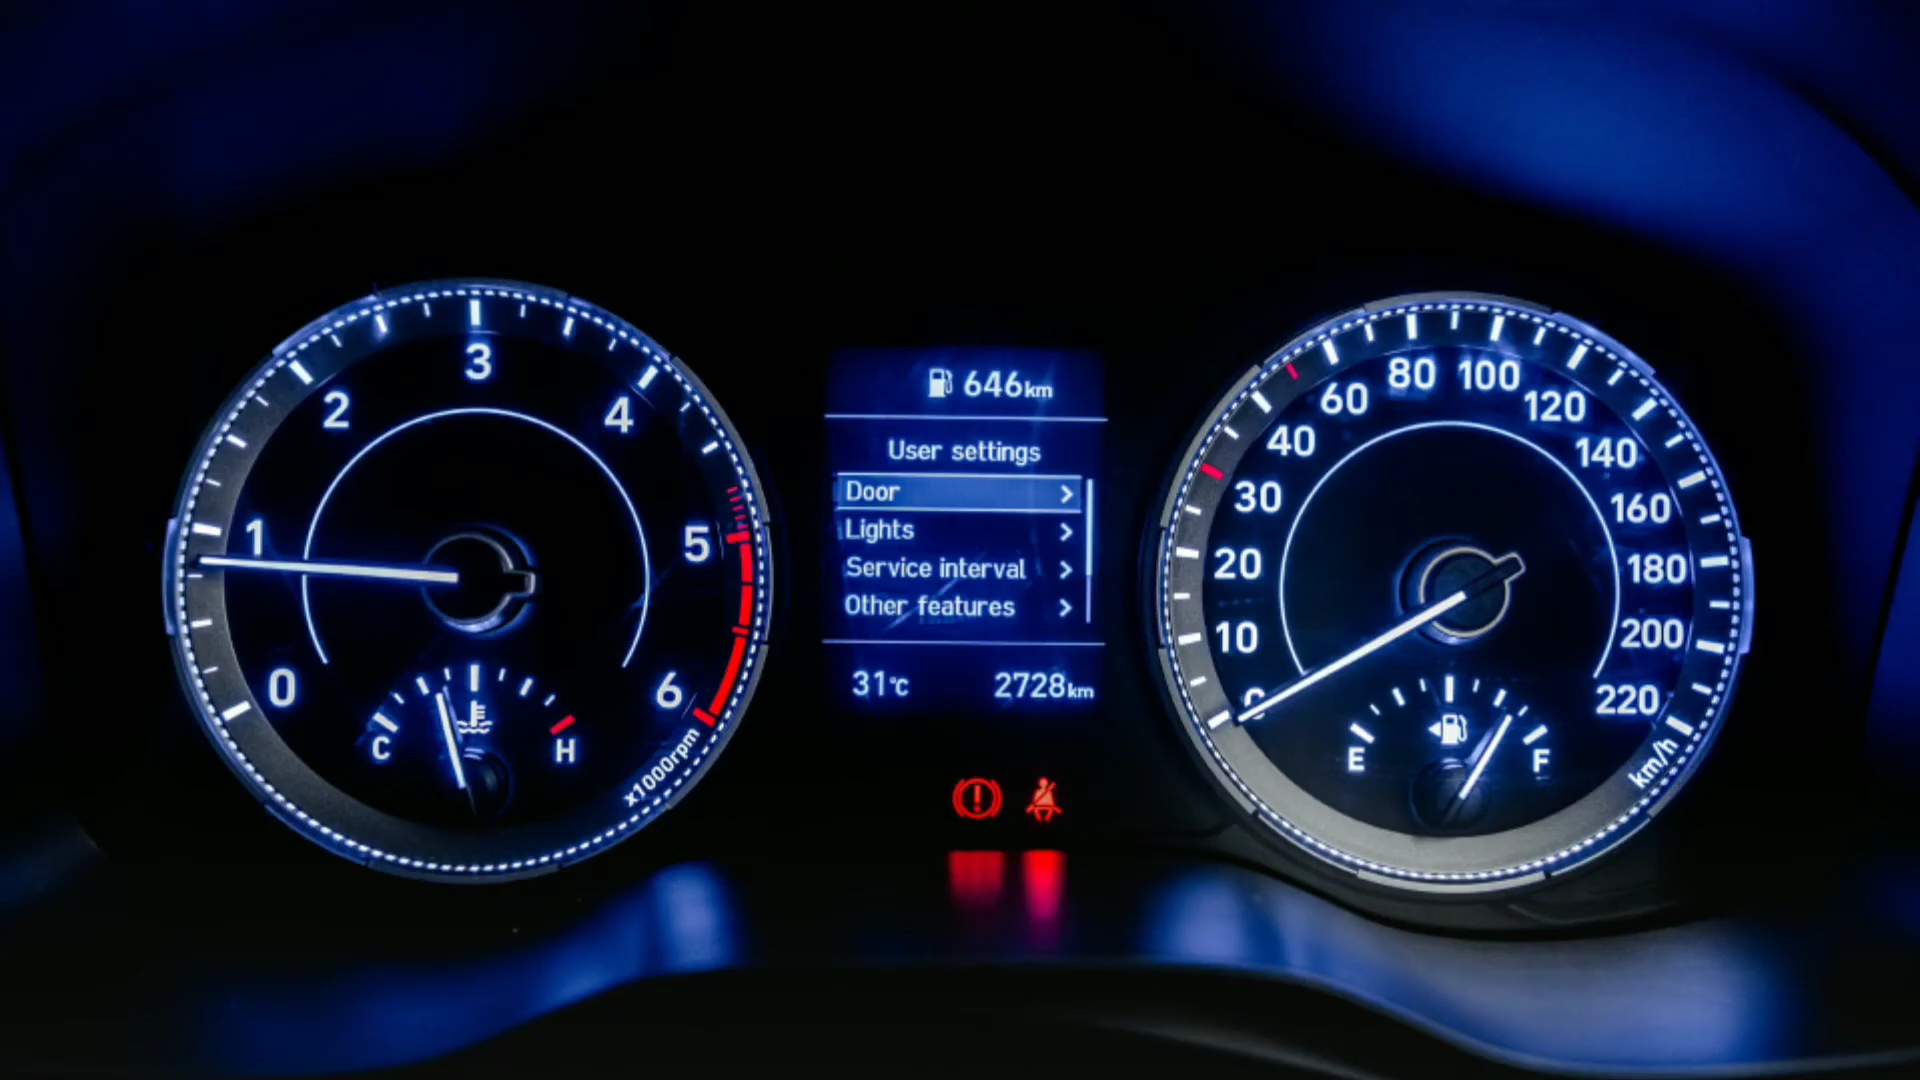 0
1
2
3
4
5
6
x1000rpm
C
H
646km
User settings
Door
Lights
Service interval
Other features
31°C
2728km
0
10
20
30
40
60
80
100
120
140
160
180
200
220
km/h
E
F